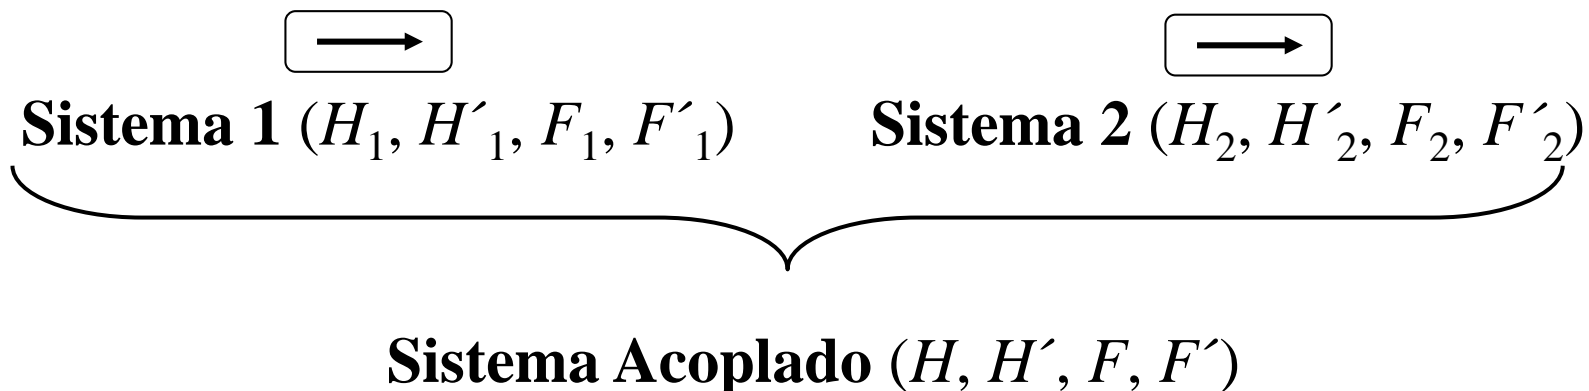 Sistema 1 (H₁, H´₁, F₁, F´₁) Sistema 2 (H₂, H´₂, F₂, F´₂)
Sistema Acoplado (H, H´, F, F´)